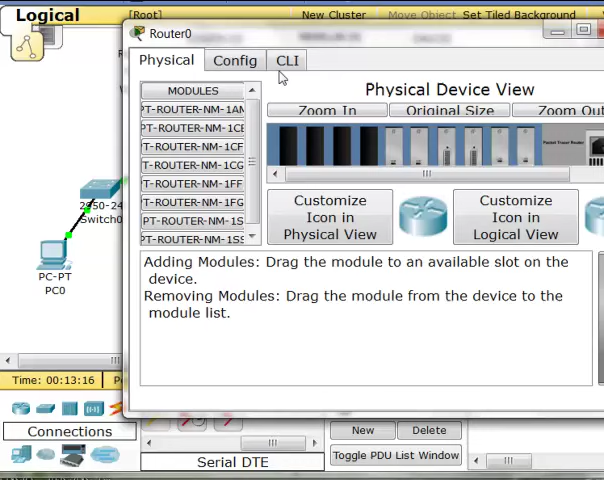 Logical
[Root]
New Cluster
Move Object
Set Tiled Background
Router0
Physical
Config
CLI
MODULES
PT-ROUTER-NM-1AM
PT-ROUTER-NM-1CE
T-ROUTER-NM-1CF
T-ROUTER-NM-1CG
T-ROUTER-NM-1FF
T-ROUTER-NM-1FG
PT-ROUTER-NM-1S
PT-ROUTER-NM-1SS
Physical Device View
Zoom In
Original Size
Zoom Out
Customize
Icon in
Physical View
Customize
Icon in
Logical View
Adding Modules: Drag the module to an available slot on the
device.
Removing Modules: Drag the module from the device to the
module list.
2950-24
Switch0
PC-PT
PC0
Time: 00:13:16
Connections
Serial DTE
New
Delete
Toggle PDU List Window